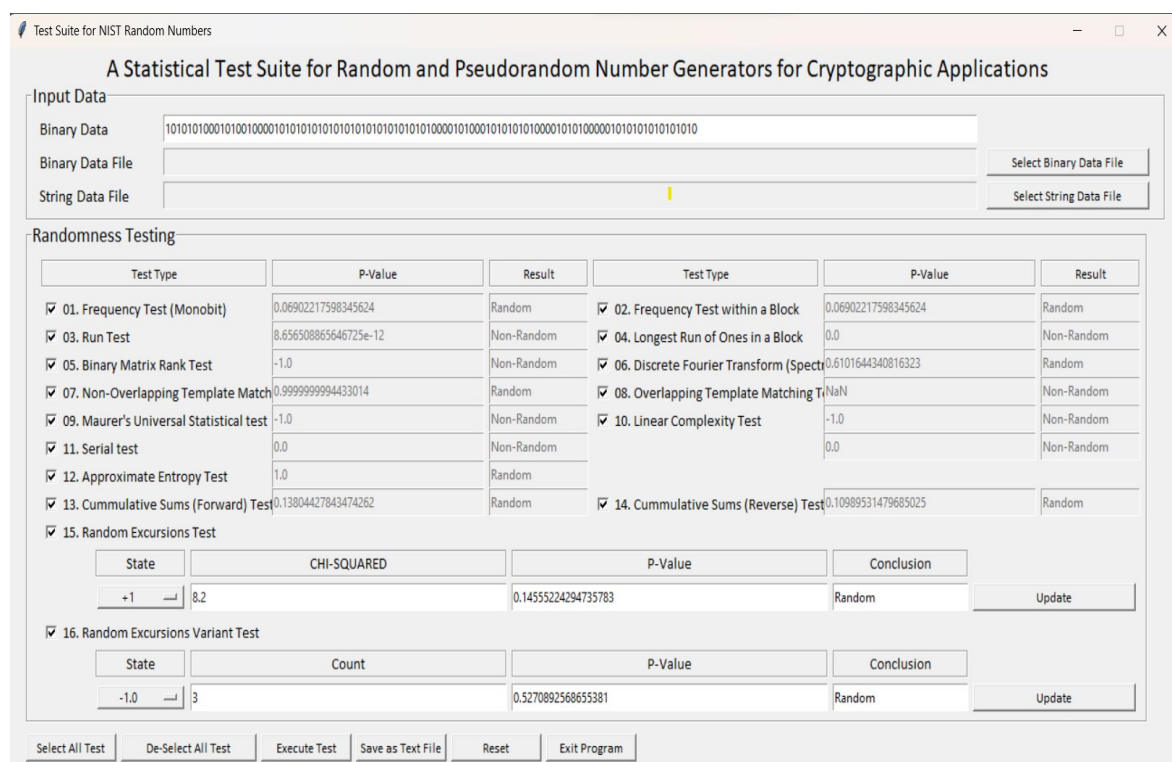 Test Suite for NIST Random Numbers
A Statistical Test Suite for Random and Pseudorandom Number Generators for Cryptographic Applications
Input Data
Binary Data
Binary Data File Select Binary Data File
String Data File Select String Data File
Randomness Testing
Test Type P-Value Result Test Type P-Value Result
01. Frequency Test (Monobit) 0.06902217598345624 Random 02. Frequency Test within a Block 0.06902217598345624 Random
03. Run Test 8.656508865646725e-12 Non-Random 04. Longest Run of Ones in a Block 0.0 Non-Random
05. Binary Matrix Rank Test -1.0 Non-Random 06. Discrete Fourier Transform (Spectr 0.6101644340816323 Random
07. Non-Overlapping Template Match 0.9999999994433014 Random 08. Overlapping Template Matching T NaN Non-Random
09. Maurer's Universal Statistical test -1.0 Non-Random 10. Linear Complexity Test -1.0 Non-Random
11. Serial test 0.0 Non-Random 0.0 Non-Random
12. Approximate Entropy Test 1.0 Random
13. Cummulative Sums (Forward) Test 0.13804427843474262 Random 14. Cummulative Sums (Reverse) Test 0.10989531479685025 Random
15. Random Excursions Test
State CHI-SQUARED P-Value Conclusion
+1 8.2 0.14555224294735783 Random Update
16. Random Excursions Variant Test
State Count P-Value Conclusion
-1.0 3 0.5270892568655381 Random Update
Select All Test De-Select All Test Execute Test Save as Text File Reset Exit Program